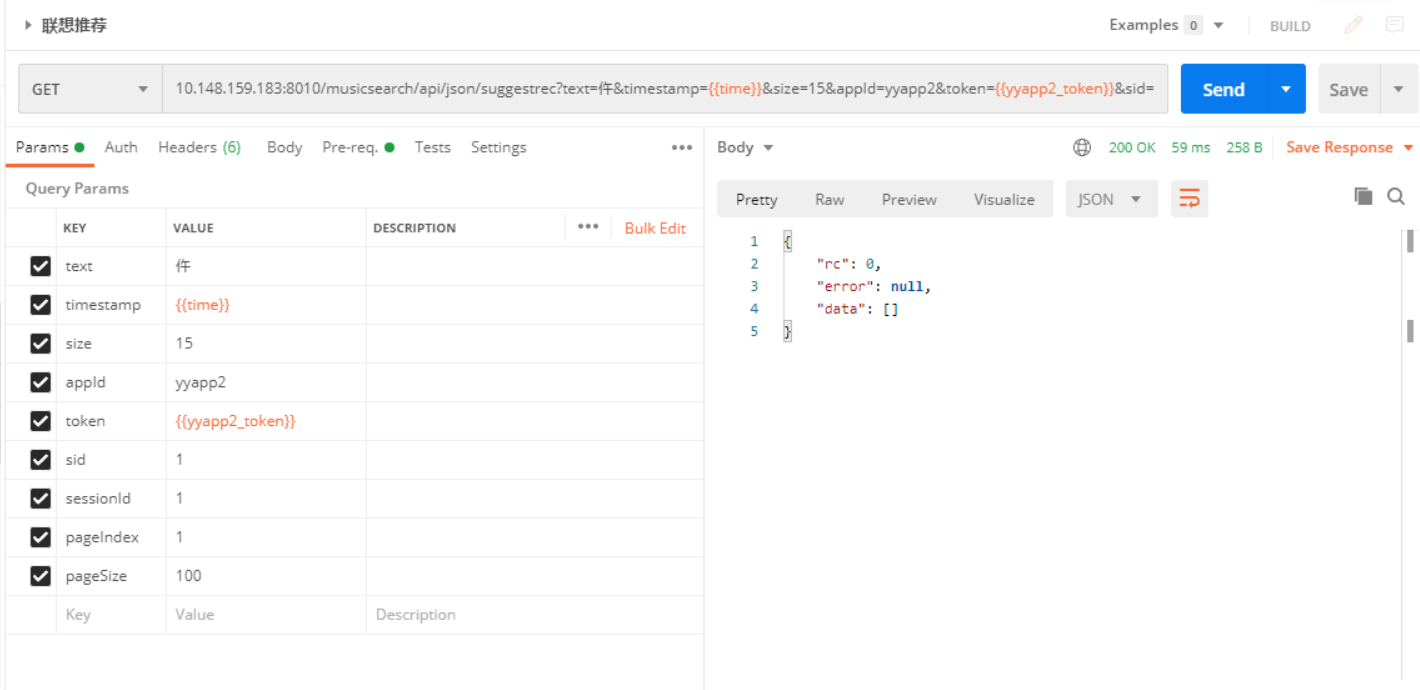 联想推荐
Examples 0
BUILD
GET
10.148.159.183:8010/musicsearch/api/json/suggestrec?text=仵&timestamp={{time}}&size=15&appId=yyapp2&token={{yyapp2_token}}&sid=
Send
Save
Params
Auth
Headers (6)
Body
Pre-req.
Tests
Settings
Body
200 OK 59 ms 258 B
Save Response
Query Params
Pretty
Raw
Preview
Visualize
JSON
KEY VALUE DESCRIPTION
Bulk Edit
text 仵
timestamp {{time}}
size 15
appId yyapp2
token {{yyapp2_token}}
sid 1
sessionId 1
pageIndex 1
pageSize 100
Key Value Description
1 {
2 "rc": 0,
3 "error": null,
4 "data": []
5 }